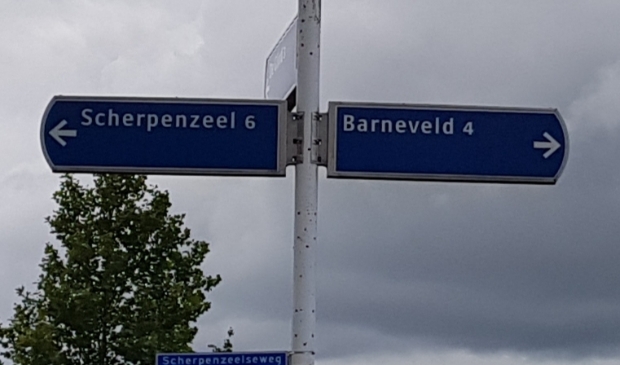 Scherpenzeel 6
Barneveld 4
Scherpenzeelseweg